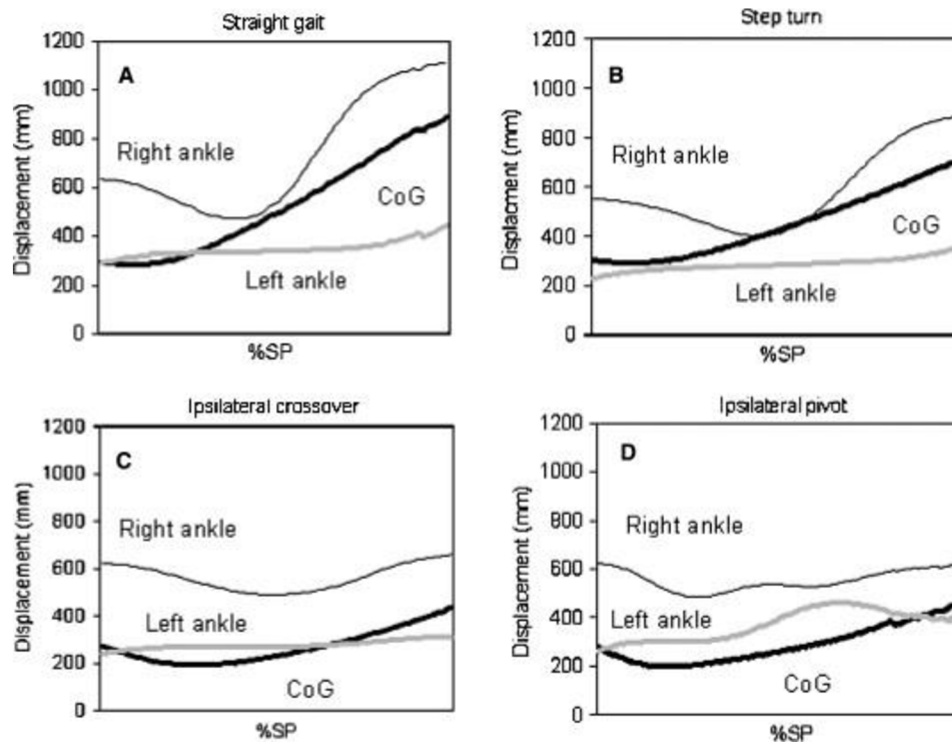 Straight gait
A
1200
1000
800
600
400
200
0
Displacement (mm)
Right ankle
CoG
Left ankle
%SP
Step turn
B
1200
1000
800
600
400
200
0
Displacment (mm)
Right ankle
CoG
Left ankle
%SP
Ipsilateral crossover
C
1200
1000
800
600
400
200
0
Displacement (mm)
Right ankle
Left ankle
CoG
%SP
Ipsilateral pivot
D
1200
1000
800
600
400
200
0
Displacement (mm)
Right ankle
Left ankle
CoG
%SP